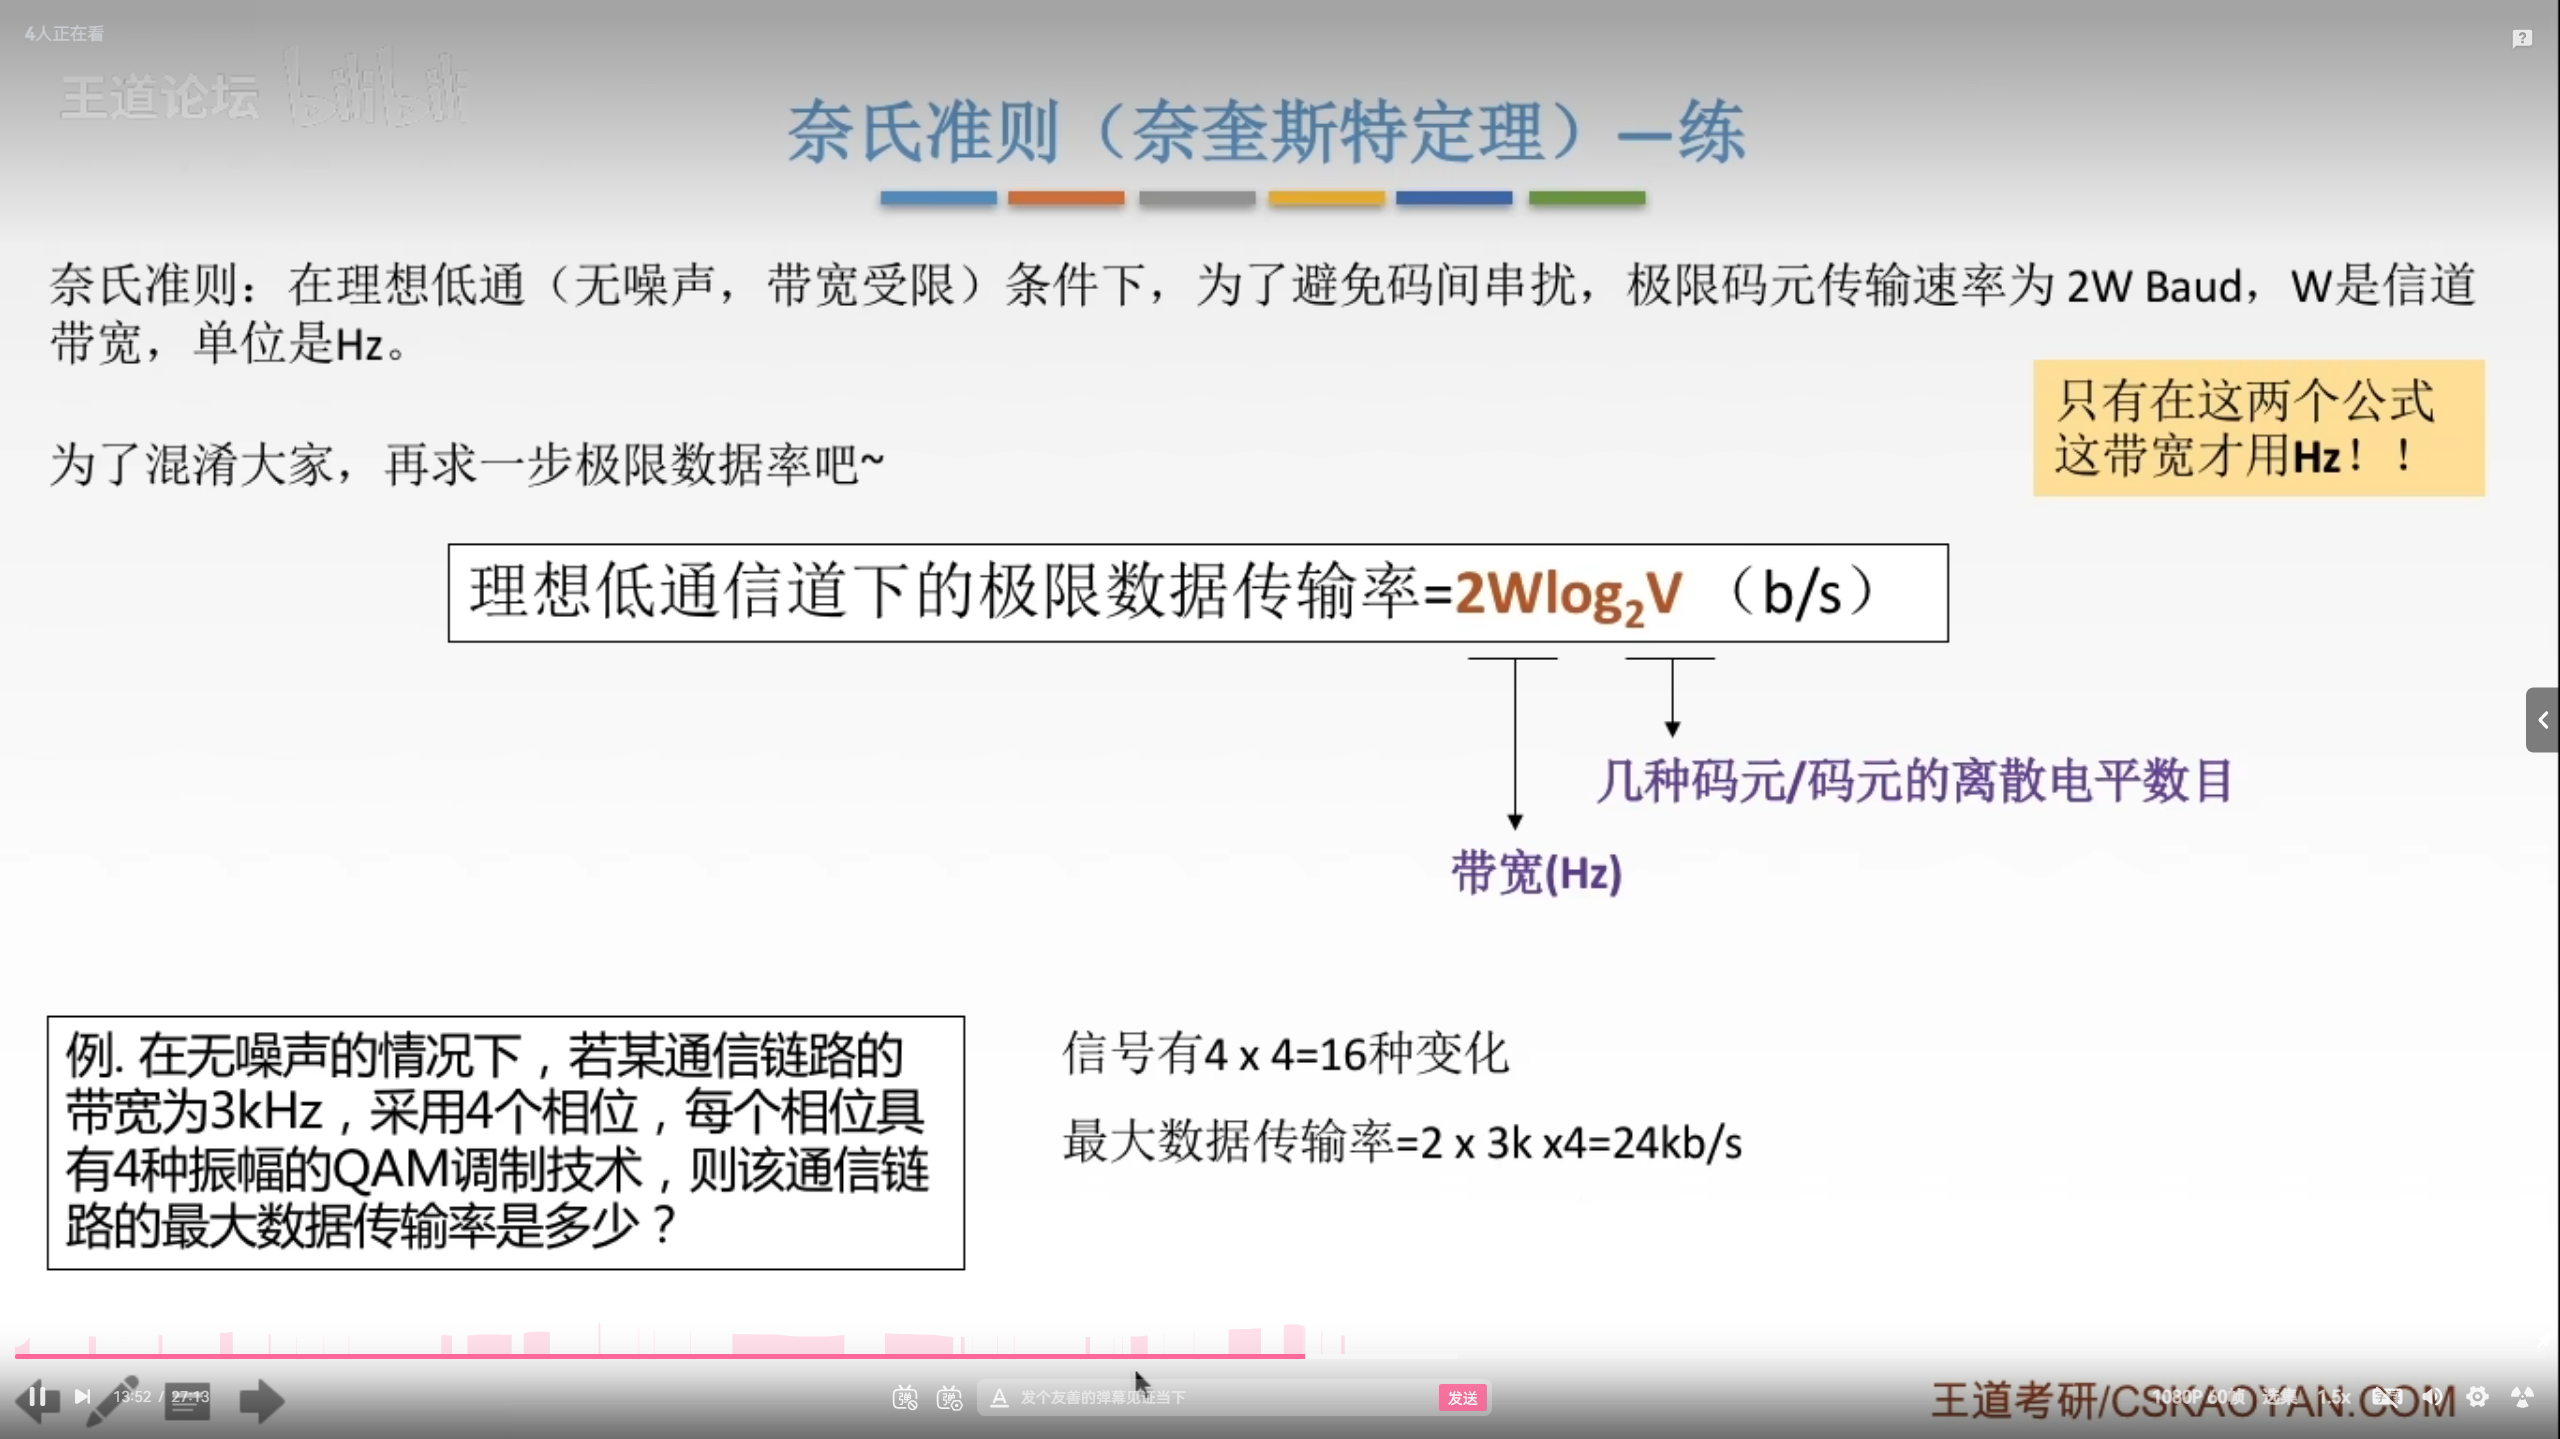 4人正在看
王道论坛 bilibili
奈氏准则（奈奎斯特定理）—练
奈氏准则：在理想低通（无噪声，带宽受限）条件下，为了避免码间串扰，极限码元传输速率为 2W Baud，W是信道
带宽，单位是Hz。
只有在这两个公式
这带宽才用Hz！！
为了混淆大家，再求一步极限数据率吧~
理想低通信道下的极限数据传输率=2Wlog₂V （b/s）
几种码元/码元的离散电平数目
带宽(Hz)
例. 在无噪声的情况下，若某通信链路的
带宽为3kHz，采用4个相位，每个相位具
有4种振幅的QAM调制技术，则该通信链
路的最大数据传输率是多少？
信号有4 x 4=16种变化
最大数据传输率=2 x 3k x4=24kb/s
13:52 / 27:13
弹 弹 A 发个友善的弹幕见证当下 发送
王道考研/CSKAOYAN.COM
1080P 60帧 选集 1.5x